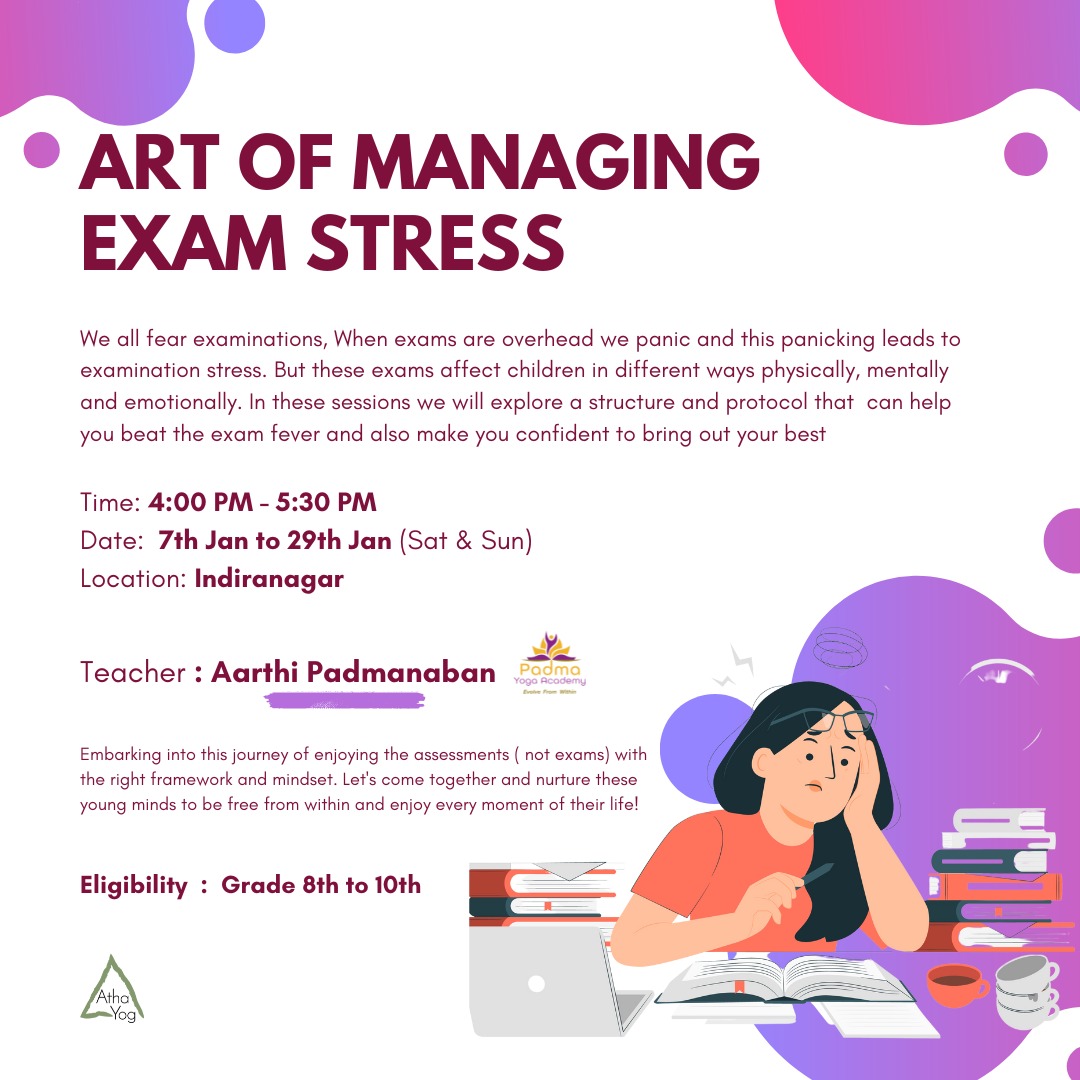 ART OF MANAGING
EXAM STRESS
We all fear examinations, When exams are overhead we panic and this panicking leads to
examination stress. But these exams affect children in different ways physically, mentally
and emotionally. In these sessions we will explore a structure and protocol that  can help
you beat the exam fever and also make you confident to bring out your best
Time: 4:00 PM - 5:30 PM
Date:  7th Jan to 29th Jan (Sat & Sun)
Location: Indiranagar
Teacher : Aarthi Padmanaban
Padma
Yoga Academy
Evolve From Within
Embarking into this journey of enjoying the assessments ( not exams) with
the right framework and mindset. Let's come together and nurture these
young minds to be free from within and enjoy every moment of their life!
Eligibility  :  Grade 8th to 10th
Atha
Yog